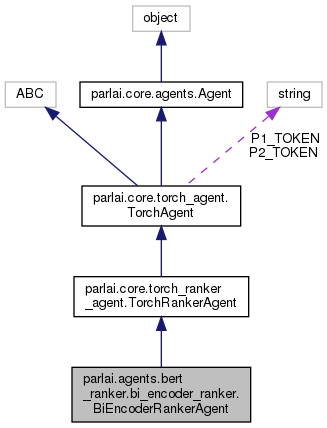 object
ABC
parlai.core.agents.Agent
string
P1_TOKEN
P2_TOKEN
parlai.core.torch_agent.
TorchAgent
parlai.core.torch_ranker
_agent.TorchRankerAgent
parlai.agents.bert
_ranker.bi_encoder_ranker.
BiEncoderRankerAgent